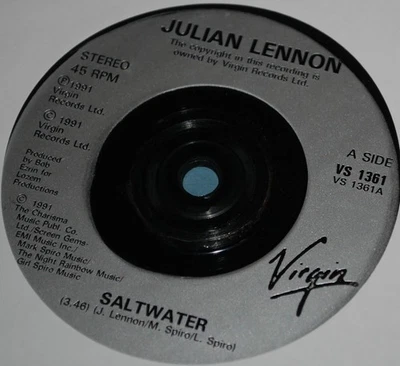 JULIAN LENNON
The copyright in this recording is
owned by Virgin Records Ltd.
STEREO
45 RPM
℗1991
Virgin
Records Ltd.
©1991
Virgin
Records Ltd.
Produced
by Bob
Ezrin for
Lozem
Productions
©1991
The Charisma
Music Publ. Co.
Ltd./Screen Gems-
EMI Music Inc/
Mark Spiro Music/
The Night Rainbow Music/
Girl Spiro Music
A SIDE
VS 1361
VS 1361A
Virgin
SALTWATER
(3.46) (J. Lennon/M. Spiro/L. Spiro)